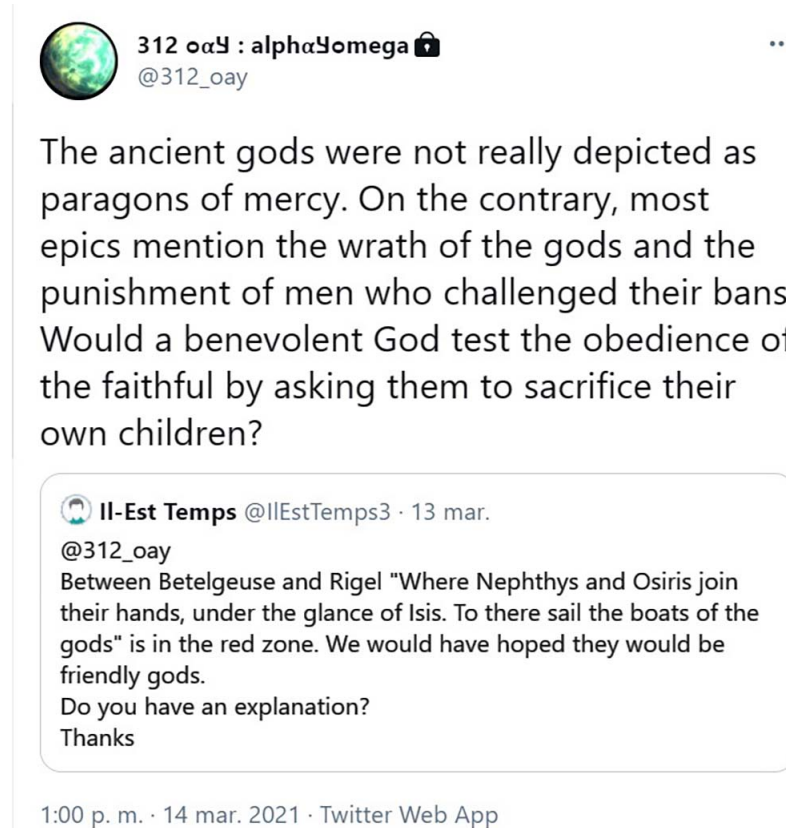 312 oαყ : alphαყomega
@312_oay
The ancient gods were not really depicted as
paragons of mercy. On the contrary, most
epics mention the wrath of the gods and the
punishment of men who challenged their bans
Would a benevolent God test the obedience of
the faithful by asking them to sacrifice their
own children?
Il-Est Temps @IlEstTemps3 · 13 mar.
@312_oay
Between Betelgeuse and Rigel "Where Nephthys and Osiris join
their hands, under the glance of Isis. To there sail the boats of the
gods" is in the red zone. We would have hoped they would be
friendly gods.
Do you have an explanation?
Thanks
1:00 p. m. · 14 mar. 2021 · Twitter Web App